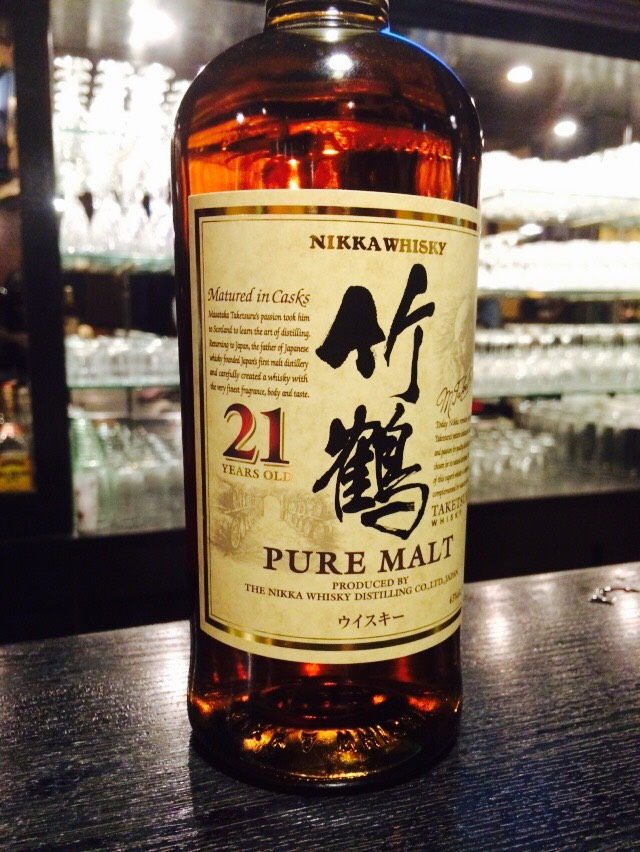 NIKKA WHISKY
Matured in Casks
Masataka Taketsuru's passion took him
to Scotland to learn the art of distilling.
Returning to Japan, the father of Japanese
whisky founded Japan's first malt distillery
and carefully created a whisky with
the very finest fragrance, body and taste.
21
YEARS OLD
竹鶴
Today Nikka
PURE MALT
PRODUCED BY
THE NIKKA WHISKY DISTILLING CO., LTD., JAPAN
ウイスキー